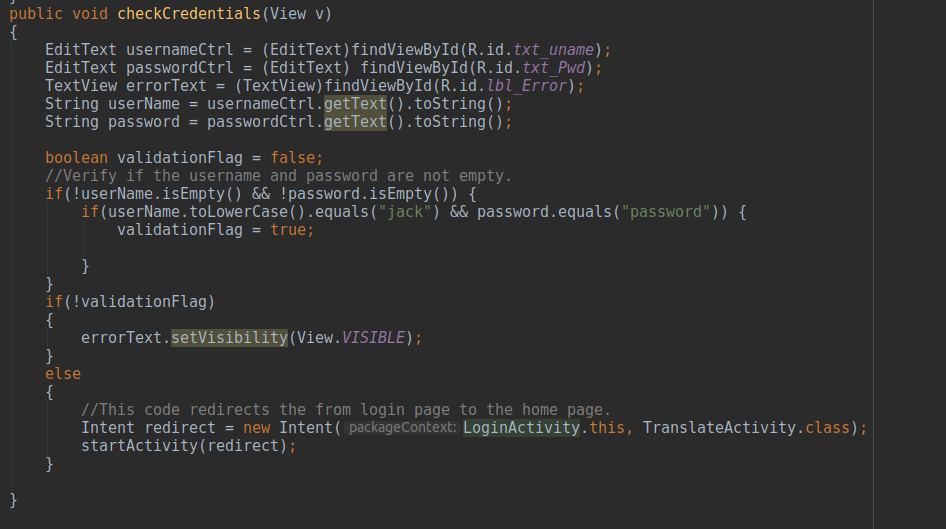 }
public void checkCredentials(View v)
{
    EditText usernameCtrl = (EditText)findViewById(R.id.txt_uname);
    EditText passwordCtrl = (EditText) findViewById(R.id.txt_Pwd);
    TextView errorText = (TextView)findViewById(R.id.lbl_Error);
    String userName = usernameCtrl.getText().toString();
    String password = passwordCtrl.getText().toString();
    boolean validationFlag = false;
    //Verify if the username and password are not empty.
    if(!userName.isEmpty() && !password.isEmpty()) {
        if(userName.toLowerCase().equals("jack") && password.equals("password")) {
            validationFlag = true;
        }
    }
    if(!validationFlag)
    {
        errorText.setVisibility(View.VISIBLE);
    }
    else
    {
        //This code redirects the from login page to the home page.
        Intent redirect = new Intent( packageContext: LoginActivity.this, TranslateActivity.class);
        startActivity(redirect);
    }
}